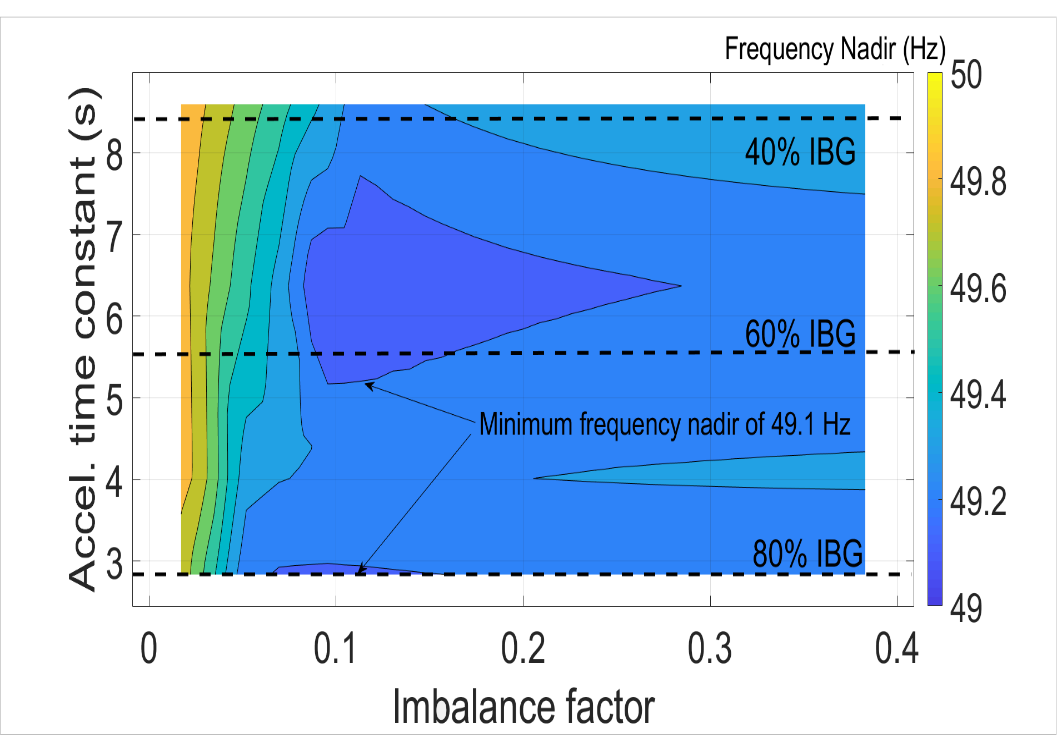 Frequency Nadir (Hz)
50
49.8
49.6
49.4
49.2
49
Accel. time constant (s)
8
7
6
5
4
3
40% IBG
60% IBG
Minimum frequency nadir of 49.1 Hz
80% IBG
0
0.1
0.2
0.3
0.4
Imbalance factor